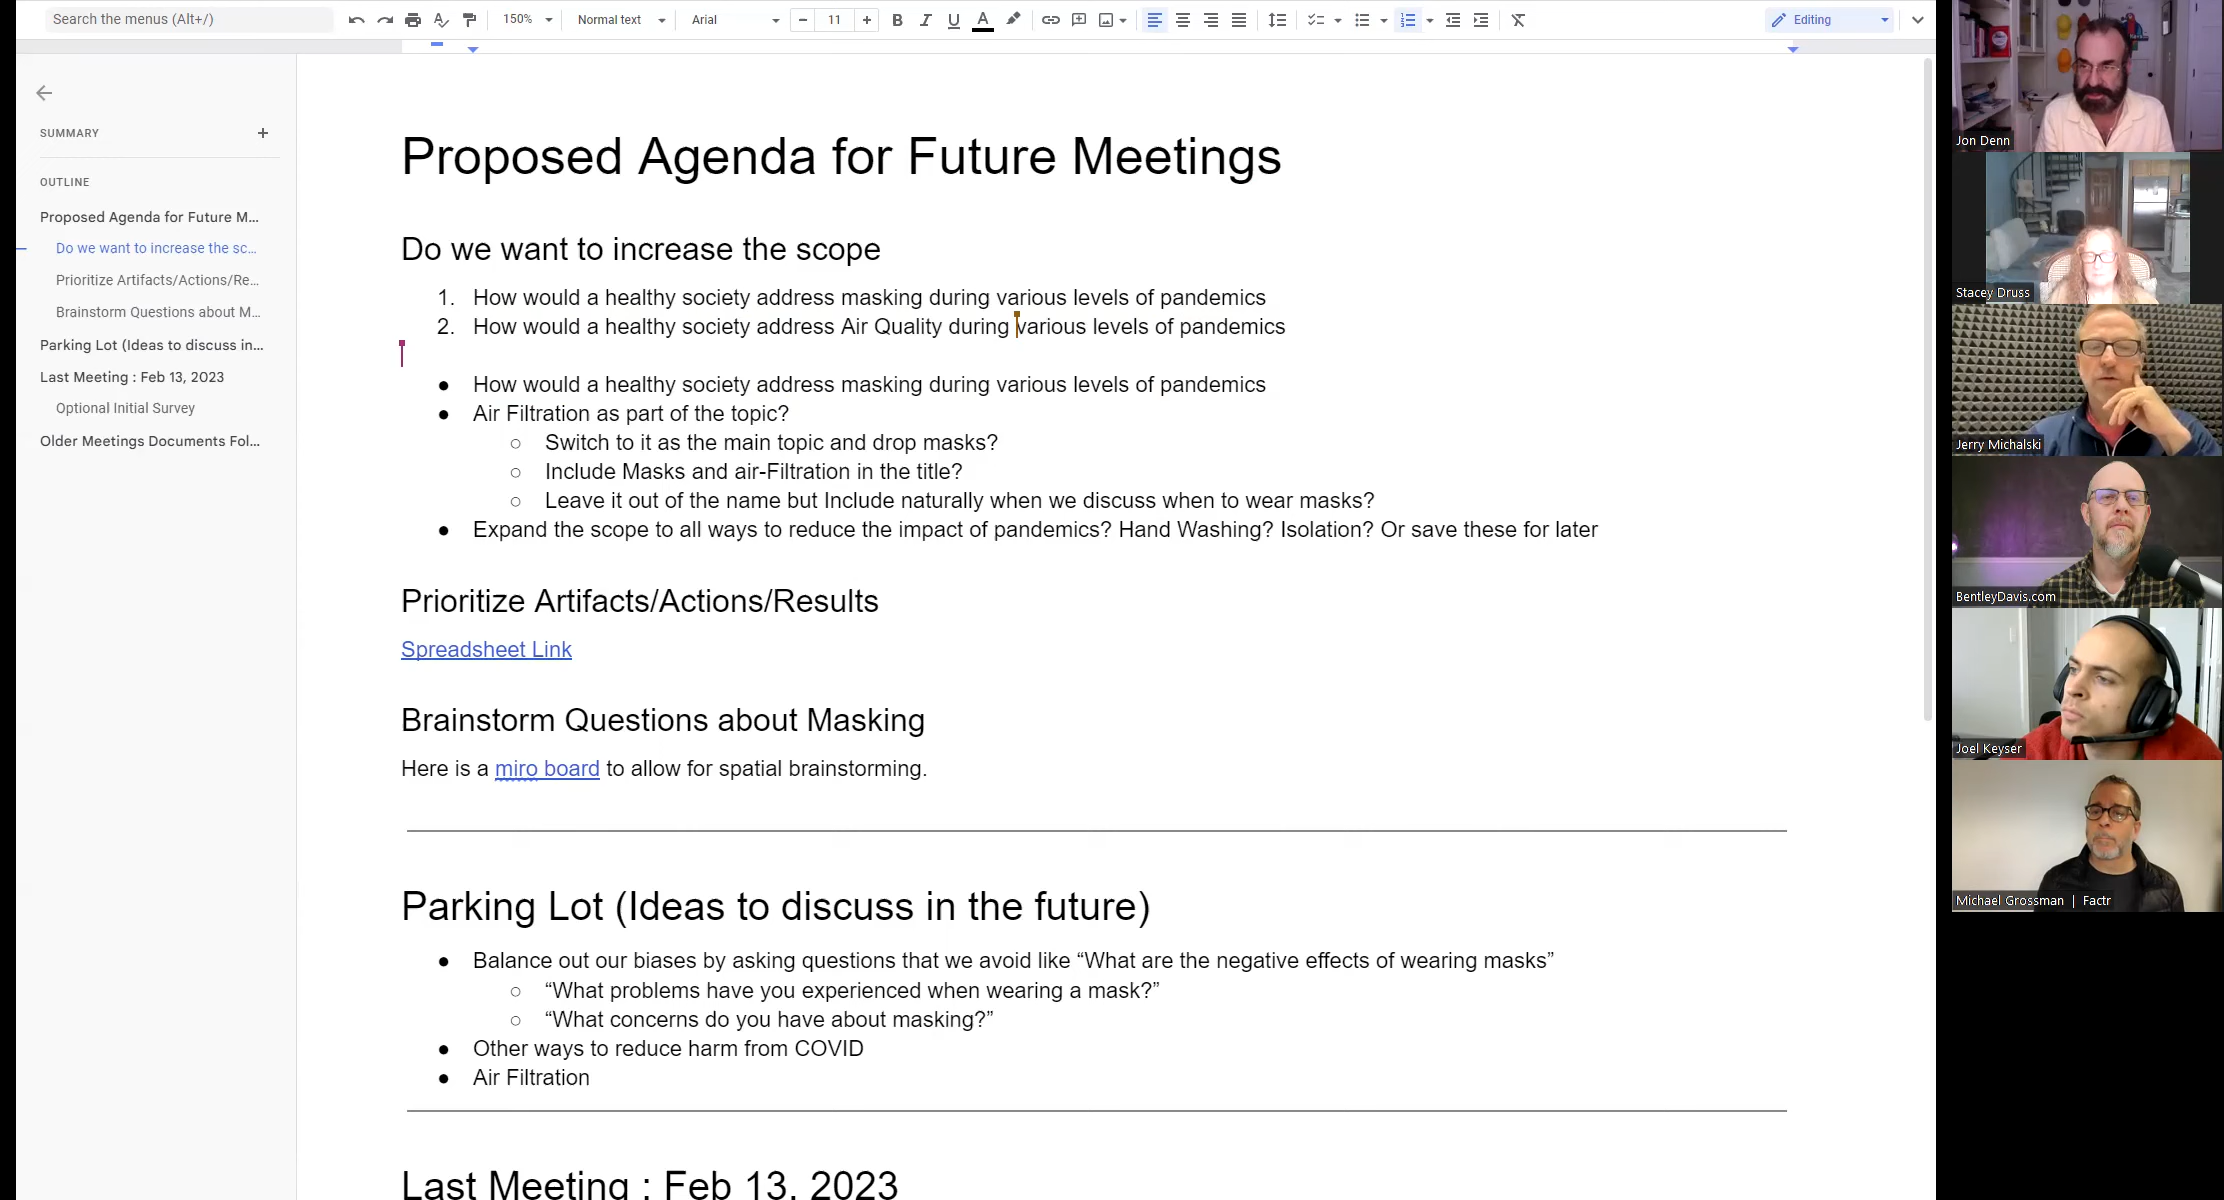 Search the menus (Alt+/)
150%
Normal text
Arial
11
Editing
SUMMARY
OUTLINE
Proposed Agenda for Future M...
Do we want to increase the sc...
Prioritize Artifacts/Actions/Re...
Brainstorm Questions about M...
Parking Lot (Ideas to discuss in...
Last Meeting : Feb 13, 2023
Optional Initial Survey
Older Meetings Documents Fol...
Proposed Agenda for Future Meetings
Do we want to increase the scope
1. How would a healthy society address masking during various levels of pandemics
2. How would a healthy society address Air Quality during various levels of pandemics
● How would a healthy society address masking during various levels of pandemics
● Air Filtration as part of the topic?
○ Switch to it as the main topic and drop masks?
○ Include Masks and air-Filtration in the title?
○ Leave it out of the name but Include naturally when we discuss when to wear masks?
● Expand the scope to all ways to reduce the impact of pandemics? Hand Washing? Isolation? Or save these for later
Prioritize Artifacts/Actions/Results
Spreadsheet Link
Brainstorm Questions about Masking
Here is a miro board to allow for spatial brainstorming.
Parking Lot (Ideas to discuss in the future)
● Balance out our biases by asking questions that we avoid like “What are the negative effects of wearing masks”
○ “What problems have you experienced when wearing a mask?”
○ “What concerns do you have about masking?”
● Other ways to reduce harm from COVID
● Air Filtration
Last Meeting : Feb 13, 2023
Jon Denn
Stacey Druss
Jerry Michalski
BentleyDavis.com
Joel Keyser
Michael Grossman | Factr